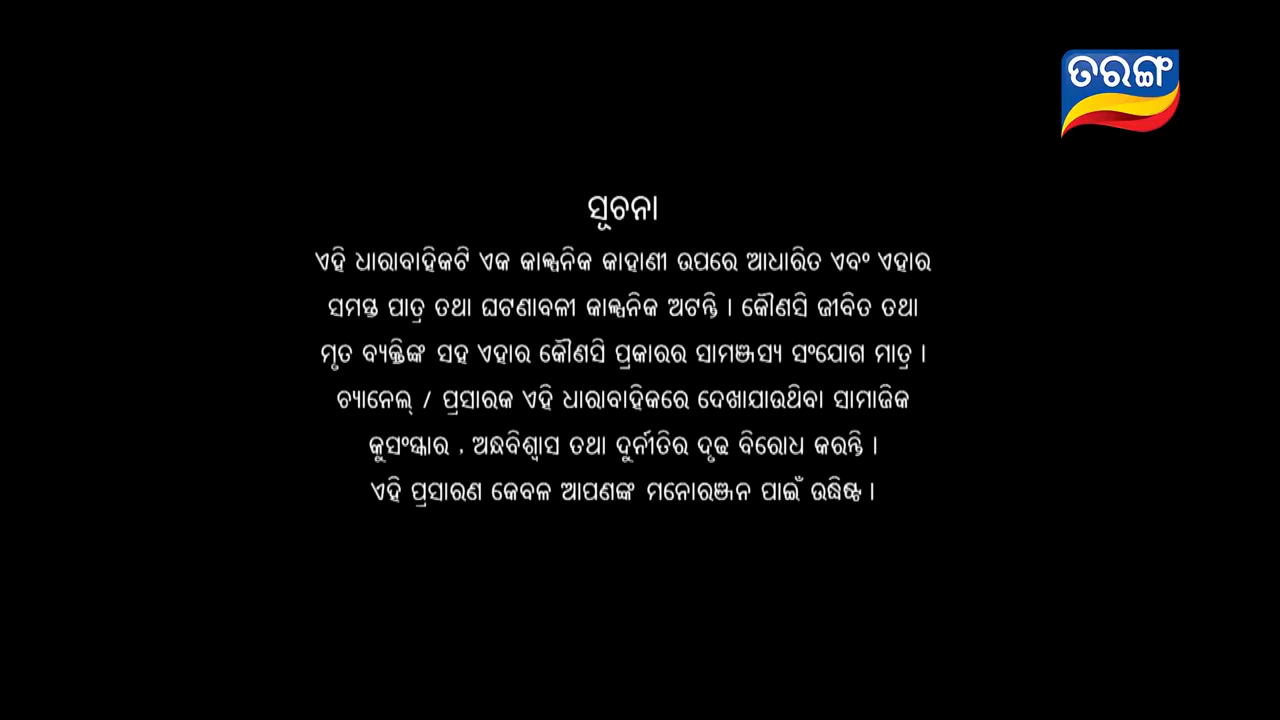 ତରଙ୍ଗ
ସୂଚନା
ଏହି ଧାରାବାହିକଟି ଏକ କାଳ୍ପନିକ କାହାଣୀ ଉପରେ ଆଧାରିତ ଏବଂ ଏହାର
ସମସ୍ତ ପାତ୍ର ତଥା ଘଟଣାବଳୀ କାଳ୍ପନିକ ଅଟନ୍ତି । କୌଣସି ଜୀବିତ ତଥା
ମୃତ ବ୍ୟକ୍ତିଙ୍କ ସହ ଏହାର କୌଣସି ପ୍ରକାରର ସାମଞ୍ଜସ୍ୟ ସଂଯୋଗ ମାତ୍ର ।
ଚ୍ୟାନେଲ୍ / ପ୍ରସାରକ ଏହି ଧାରାବାହିକରେ ଦେଖାଯାଉଥିବା ସାମାଜିକ
କୁସଂସ୍କାର , ଅନ୍ଧବିଶ୍ୱାସ ତଥା ଦୁର୍ନୀତିର ଦୃଢ ବିରୋଧ କରନ୍ତି ।
ଏହି ପ୍ରସାରଣ କେବଳ ଆପଣଙ୍କ ମନୋରଞ୍ଜନ ପାଇଁ ଉଦ୍ଧିଷ୍ଟ ।